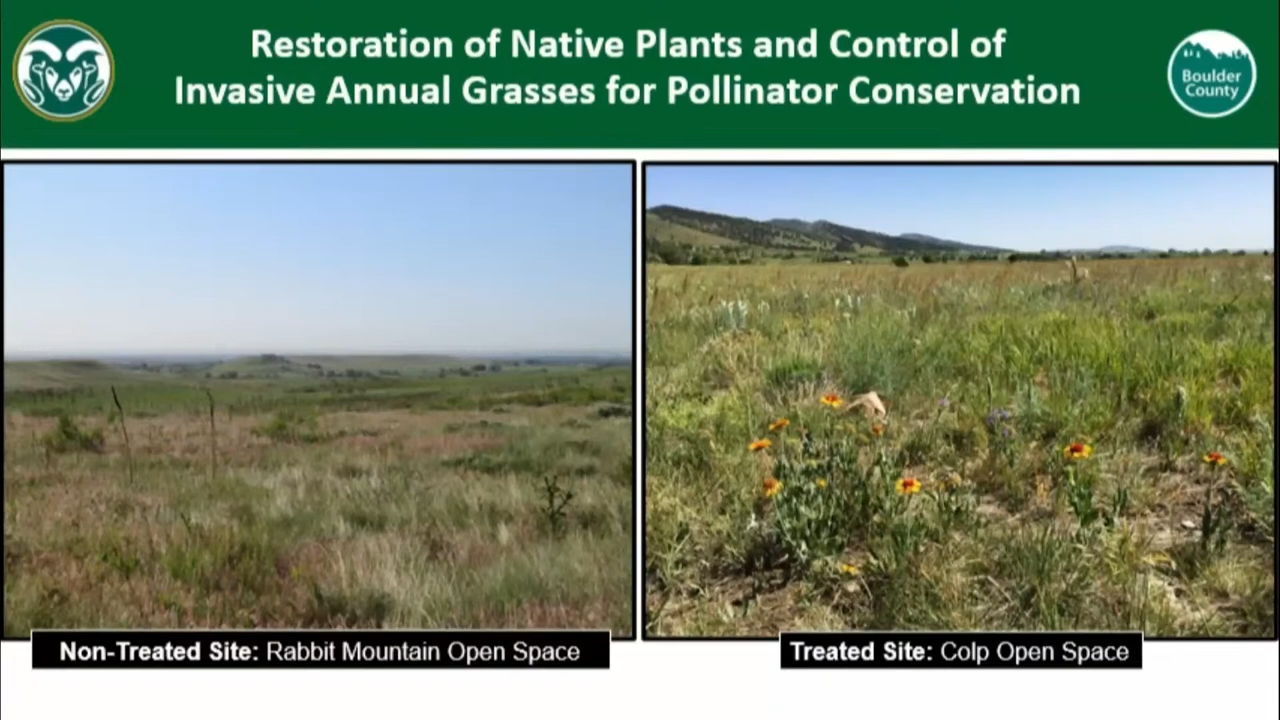 Restoration of Native Plants and Control of
Invasive Annual Grasses for Pollinator Conservation
Boulder
County
Non-Treated Site: Rabbit Mountain Open Space
Treated Site: Colp Open Space